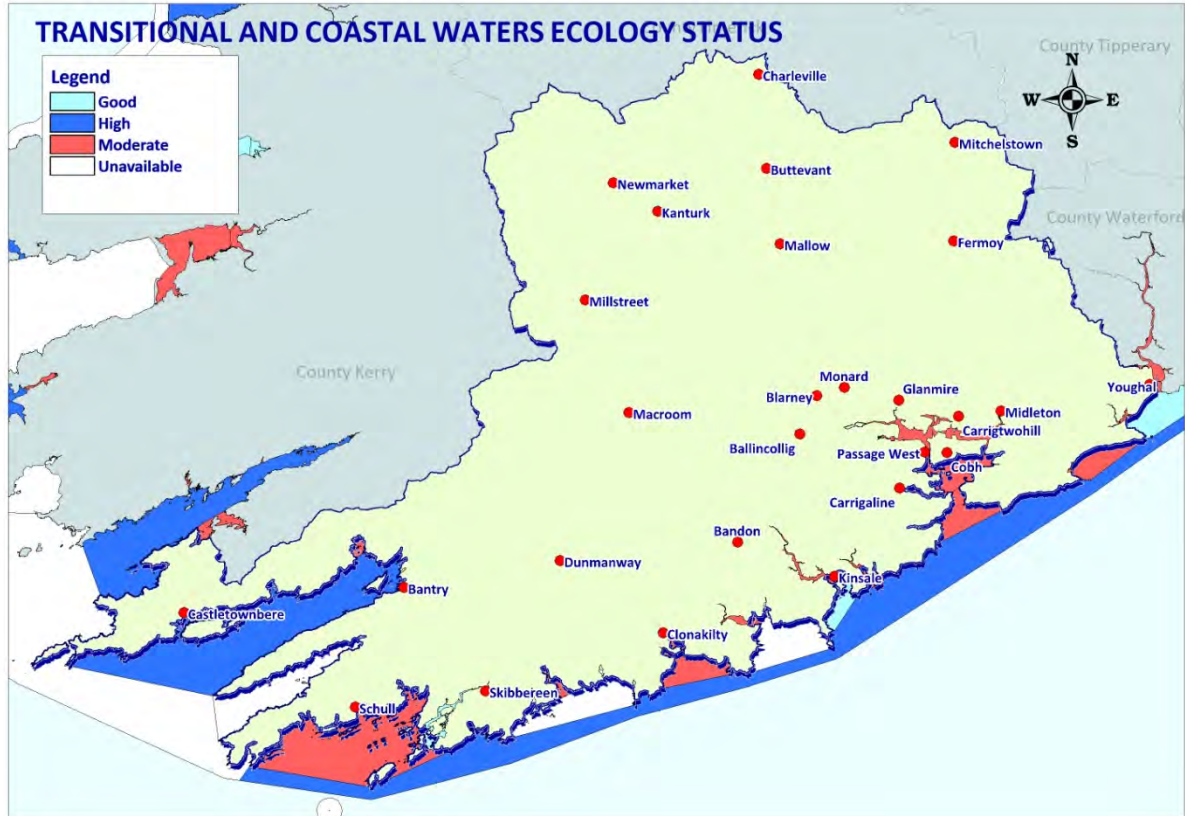 TRANSITIONAL AND COASTAL WATERS ECOLOGY STATUS
County Tipperary
Legend
Good
High
Moderate
Unavailable
N
W E
S
Charleville
Mitchelstown
Buttevant
Newmarket
Kanturk
County Waterford
Mallow
Fermoy
Millstreet
County Kerry
Monard
Glanmire
Youghal
Blarney
Macroom
Midleton
Carrigtwohill
Ballincollig
Passage West
Cobh
Carrigaline
Bandon
Dunmanway
Kinsale
Bantry
Castletownbere
Clonakilty
Skibbereen
Schull